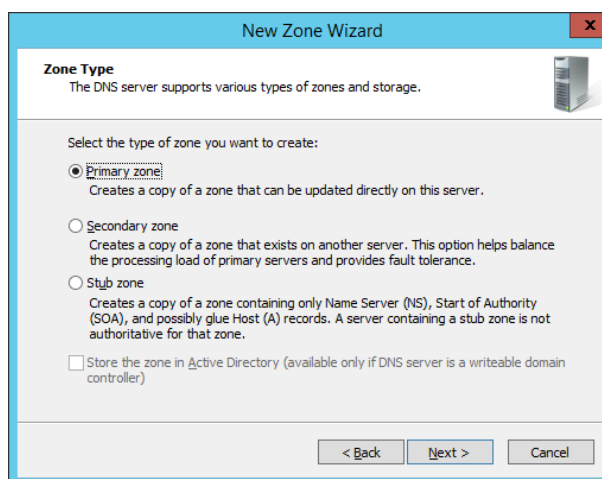 New Zone Wizard
x
Zone Type
The DNS server supports various types of zones and storage.
Select the type of zone you want to create:
Primary zone
Creates a copy of a zone that can be updated directly on this server.
Secondary zone
Creates a copy of a zone that exists on another server. This option helps balance
the processing load of primary servers and provides fault tolerance.
Stub zone
Creates a copy of a zone containing only Name Server (NS), Start of Authority
(SOA), and possibly glue Host (A) records. A server containing a stub zone is not
authoritative for that zone.
Store the zone in Active Directory (available only if DNS server is a writeable domain
controller)
< Back
Next >
Cancel